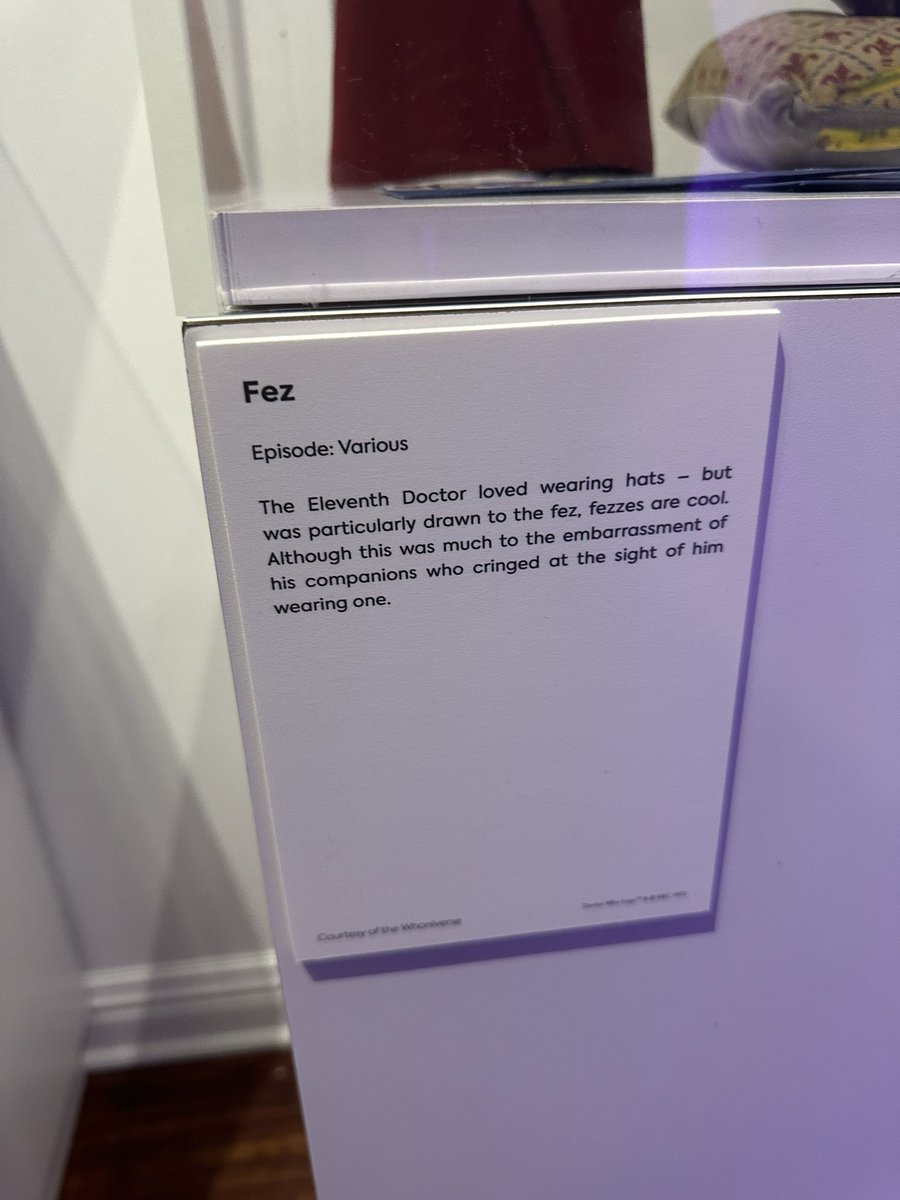 Fez
Episode: Various
The Eleventh Doctor loved wearing hats – but
was particularly drawn to the fez, fezzes are cool.
Although this was much to the embarrassment of
his companions who cringed at the sight of him
wearing one.
Courtesy of the Whoniverse